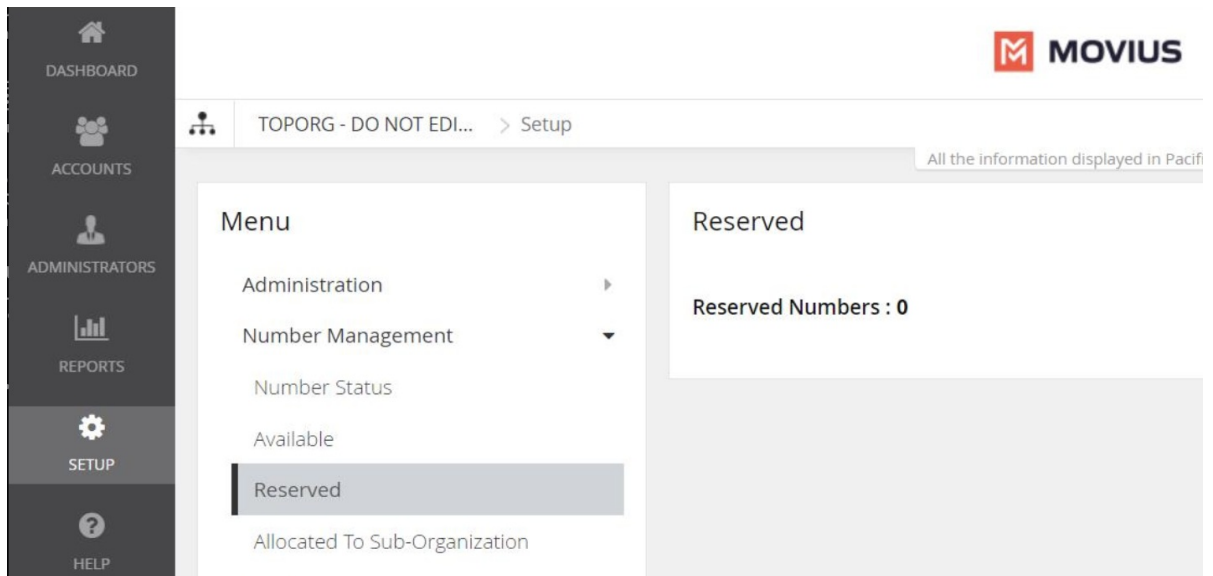 DASHBOARD
ACCOUNTS
ADMINISTRATORS
REPORTS
SETUP
HELP
MOVIUS
TOPORG - DO NOT EDI... > Setup
All the information displayed in Pacif
Menu
Administration
Number Management
Number Status
Available
Reserved
Allocated To Sub-Organization
Reserved
Reserved Numbers : 0